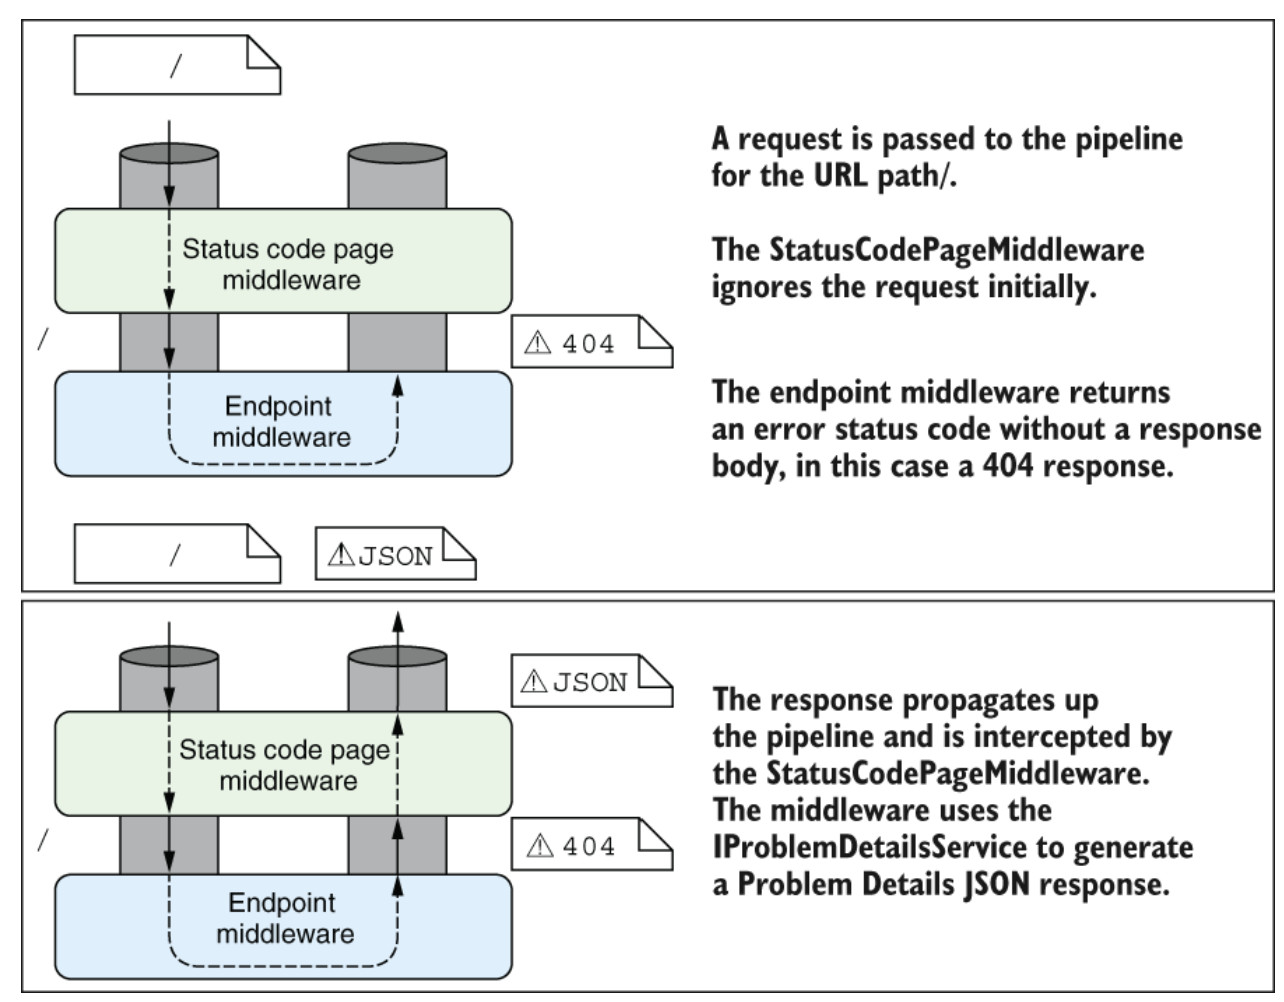 /
A request is passed to the pipeline
for the URL path/.
Status code page
middleware
The StatusCodePageMiddleware
ignores the request initially.
/
⚠ 404
Endpoint
middleware
The endpoint middleware returns
an error status code without a response
body, in this case a 404 response.
/
⚠JSON
⚠JSON
Status code page
middleware
The response propagates up
the pipeline and is intercepted by
the StatusCodePageMiddleware.
The middleware uses the
IProblemDetailsService to generate
a Problem Details JSON response.
/
⚠ 404
Endpoint
middleware